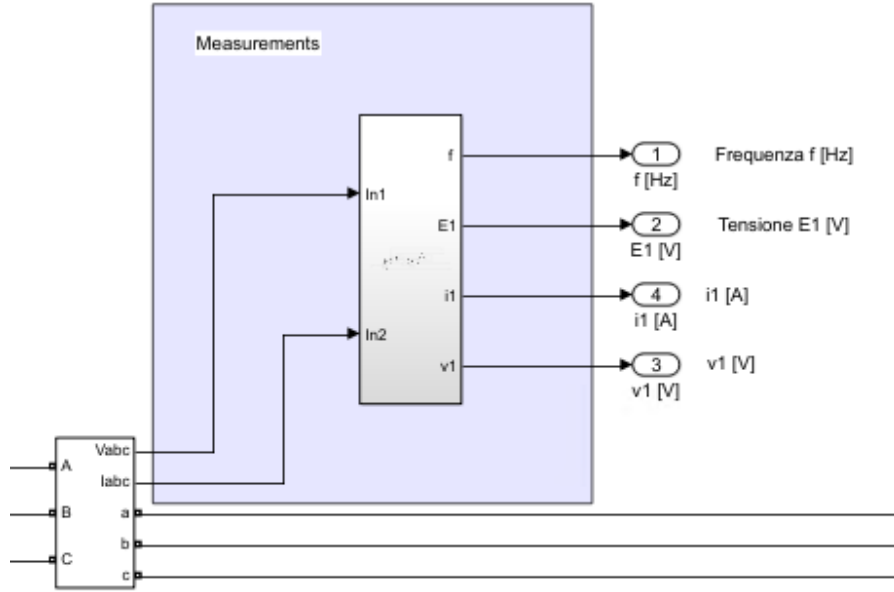 Measurements
f
1
Frequenza f [Hz]
f [Hz]
In1
E1
2
Tensione E1 [V]
E1 [V]
i1
4
i1 [A]
i1 [A]
In2
v1
3
v1 [V]
v1 [V]
Vabc
A
Iabc
B
a
b
C
c